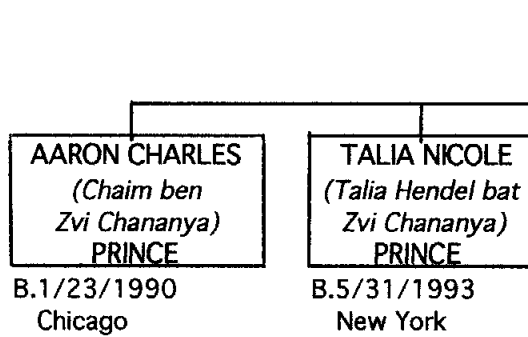 AARON CHARLES
(Chaim ben
Zvi Chananya)
PRINCE
B.1/23/1990
Chicago
TALIA NICOLE
(Talia Hendel bat
Zvi Chananya)
PRINCE
B.5/31/1993
New York